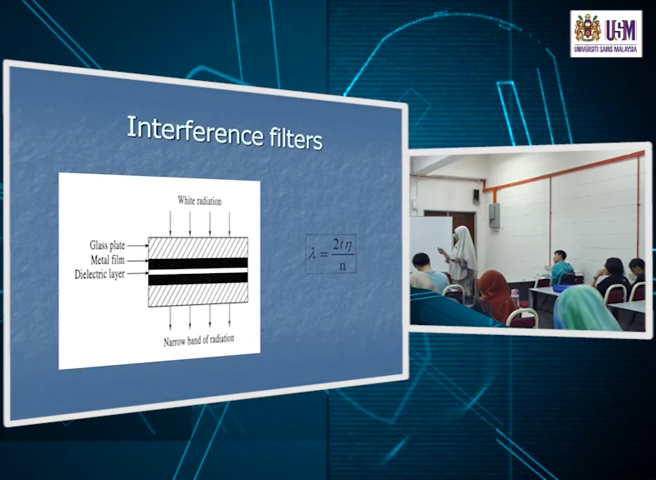 USM
UNIVERSITI SAINS MALAYSIA
Interference filters
White radiation
Glass plate
Metal film
Dielectric layer
Narrow band of radiation
λ = 2tη / n